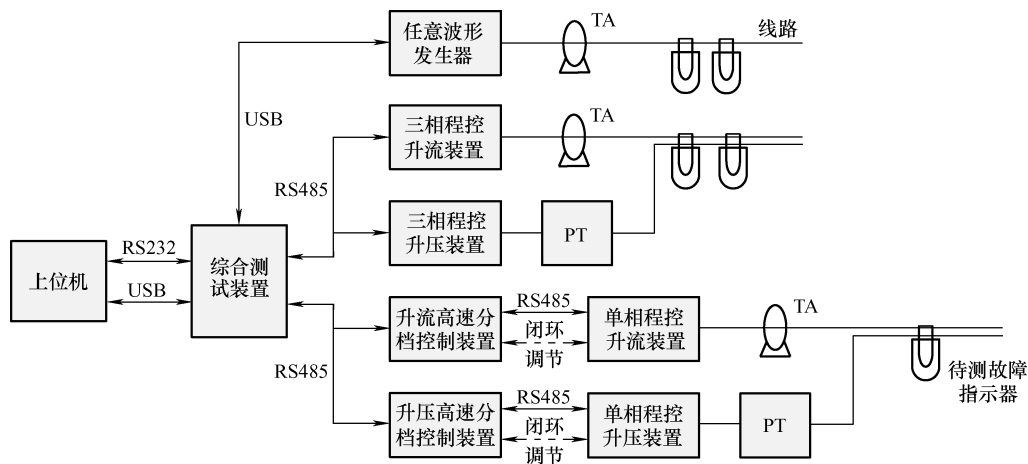 任意波形
发生器
TA
线路
USB
三相程控
升流装置
TA
RS485
三相程控
升压装置
PT
上位机
RS232
USB
综合测
试装置
RS485
升流高速分
档控制装置
RS485
闭环
调节
单相程控
升流装置
TA
待测故障
指示器
升压高速分
档控制装置
RS485
闭环
调节
单相程控
升压装置
PT